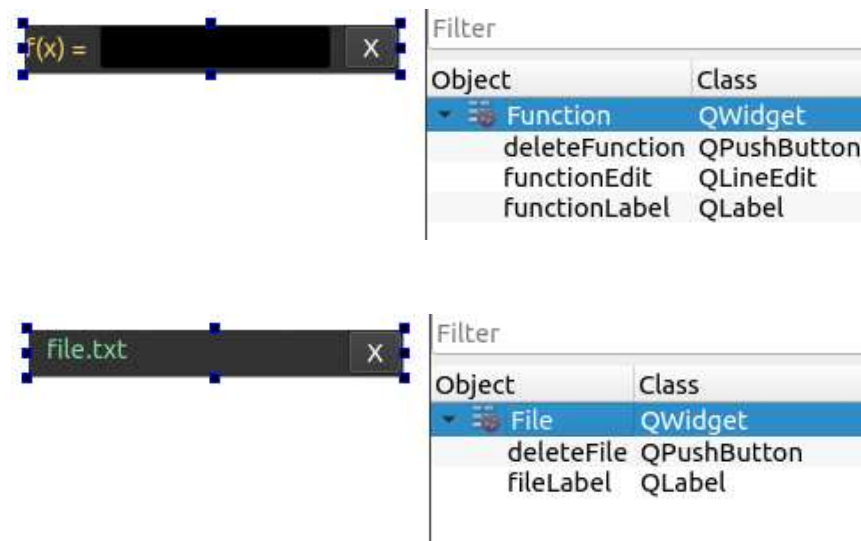 f(x) = X
Filter
Object Class
Function QWidget
deleteFunction QPushButton
functionEdit QLineEdit
functionLabel QLabel
file.txt X
Filter
Object Class
File QWidget
deleteFile QPushButton
fileLabel QLabel